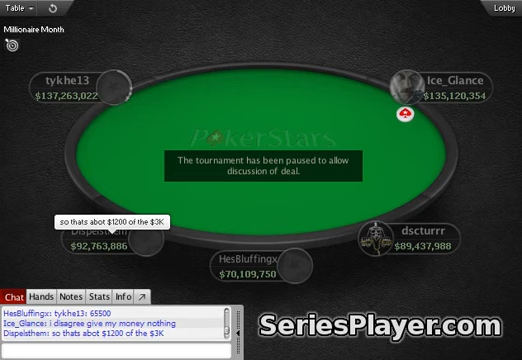 Table
Lobby
Millionaire Month
tykhe13
$137,263,022
Ice_Glance
$135,120,354
PokerStars
The tournament has been paused to allow
discussion of deal.
so thats abot $1200 of the $3K
Dispelsthem
$92,763,886
dscturrr
$89,437,988
HesBluffingx
$70,109,750
Chat Hands Notes Stats Info
HesBluffingx: tykhe13: 65500
Ice_Glance: i disagree give my money nothing
Dispelsthem: so thats abot $1200 of the $3K
SeriesPlayer.com